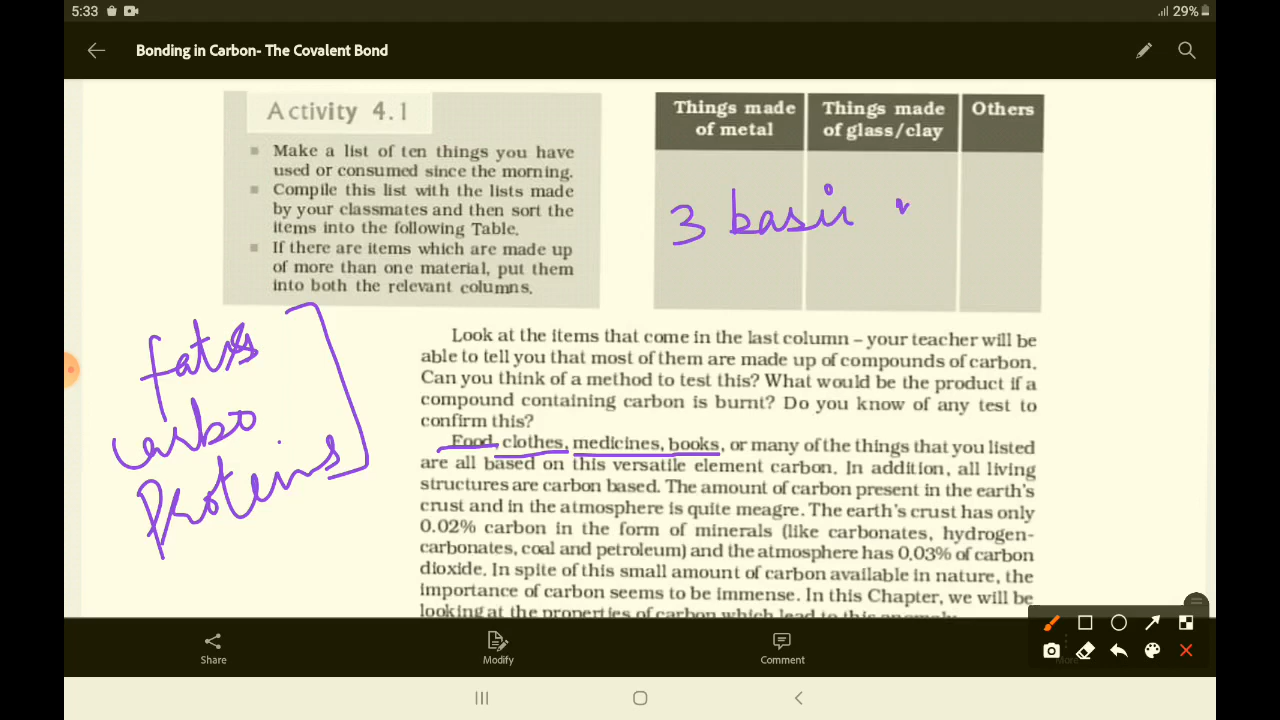 5:33
29%
Bonding in Carbon- The Covalent Bond
Activity 4.1
Make a list of ten things you have
used or consumed since the morning.
Compile this list with the lists made
by your classmates and then sort the
items into the following Table.
If there are items which are made up
of more than one material, put them
into both the relevant columns.
Things made
of metal
Things made
of glass/clay
Others
3 basic
fats
carbo
Proteins
Look at the items that come in the last column – your teacher will be
able to tell you that most of them are made up of compounds of carbon.
Can you think of a method to test this? What would be the product if a
compound containing carbon is burnt? Do you know of any test to
confirm this?
Food, clothes, medicines, books, or many of the things that you listed
are all based on this versatile element carbon. In addition, all living
structures are carbon based. The amount of carbon present in the earth's
crust and in the atmosphere is quite meagre. The earth's crust has only
0.02% carbon in the form of minerals (like carbonates, hydrogen-
carbonates, coal and petroleum) and the atmosphere has 0.03% of carbon
dioxide. In spite of this small amount of carbon available in nature, the
importance of carbon seems to be immense. In this Chapter, we will be
looking at the properties of carbon which lead to this anomaly.
Share
Modify
Comment
More